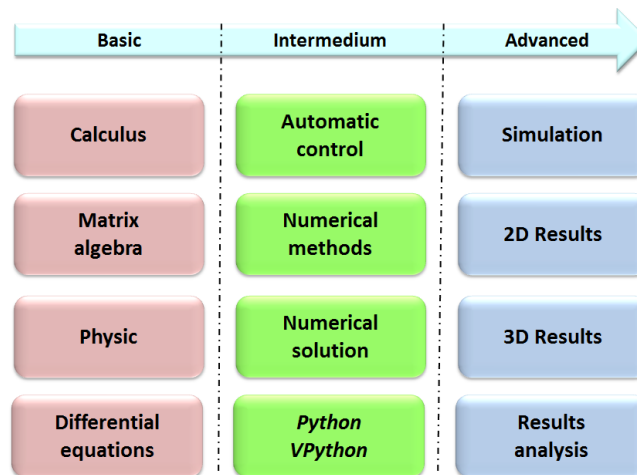 Basic
Intermedium
Advanced
Calculus
Automatic
control
Simulation
Matrix
algebra
Numerical
methods
2D Results
Physic
Numerical
solution
3D Results
Differential
equations
Python
VPython
Results
analysis